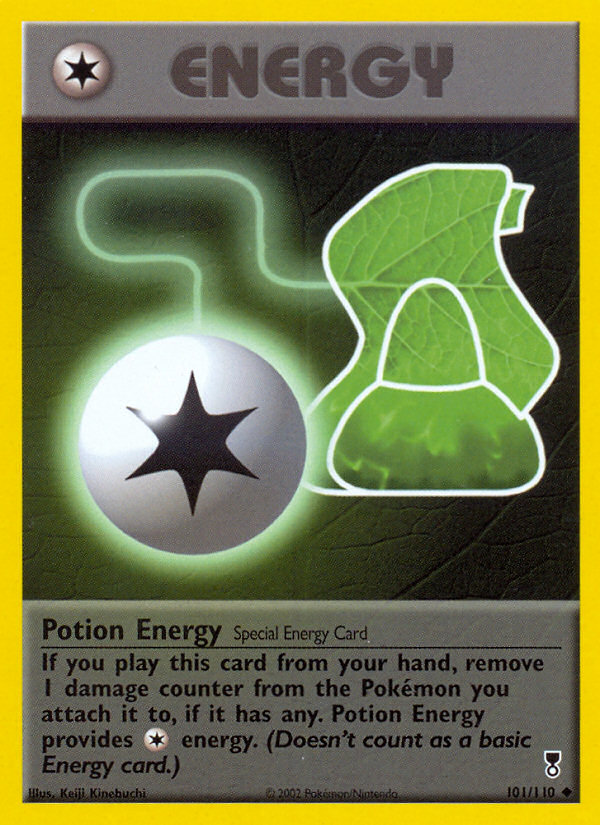 ENERGY
Potion Energy Special Energy Card
If you play this card from your hand, remove
1 damage counter from the Pokémon you
attach it to, if it has any. Potion Energy
provides energy. (Doesn't count as a basic
Energy card.)
Illus. Keiji Kinebuchi © 2002 Pokémon/Nintendo 101/110